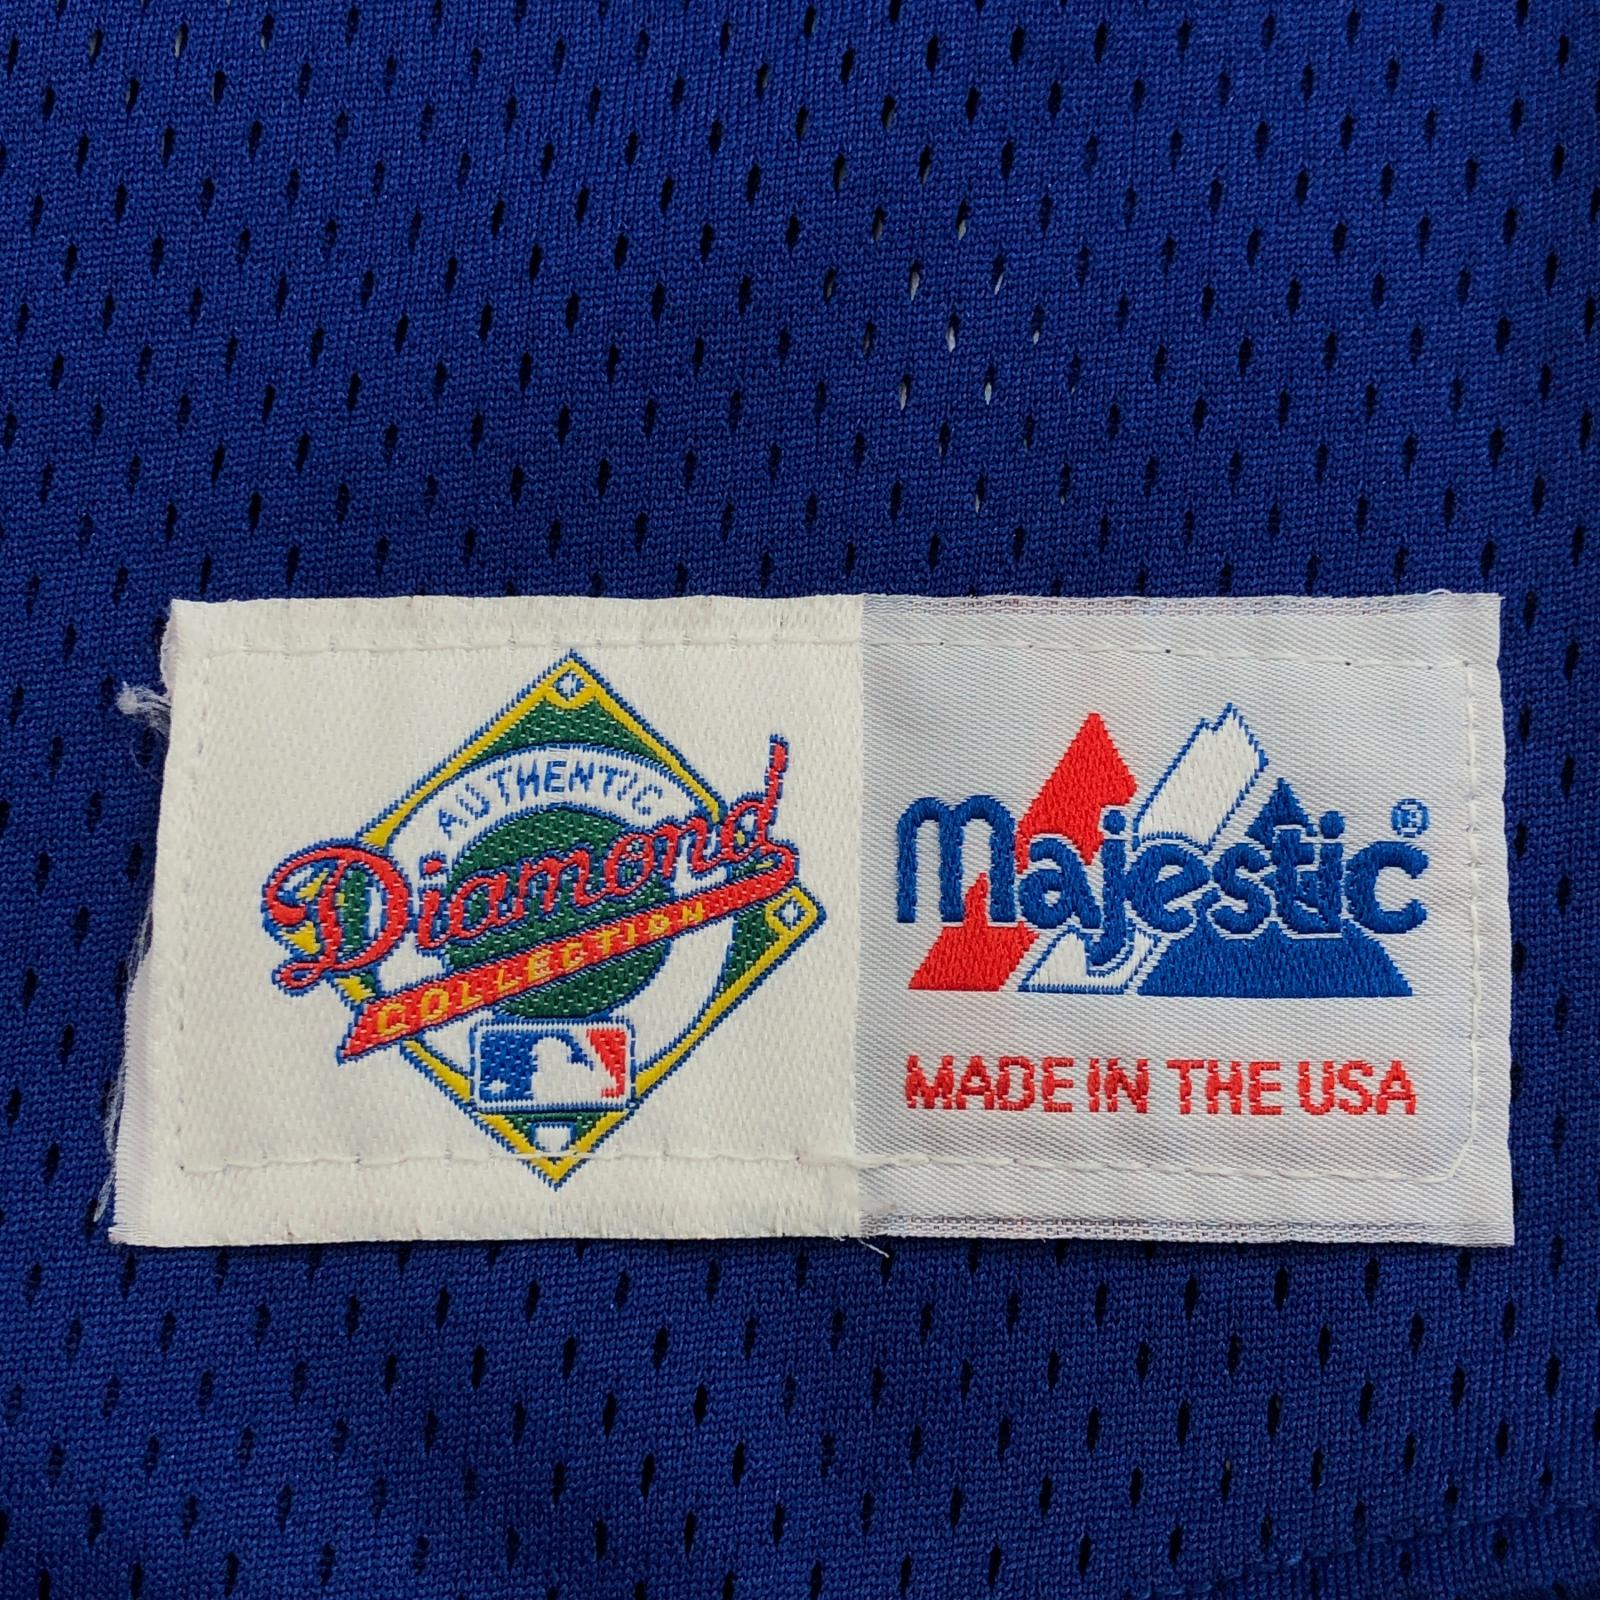 AUTHENTIC
Diamond
COLLECTION
Majestic®
MADE IN THE USA